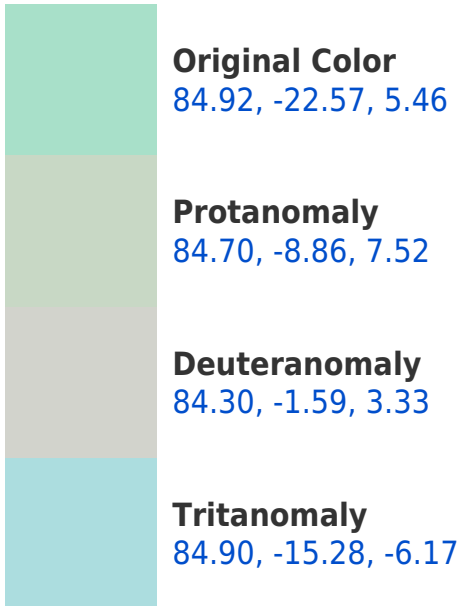 Original Color
84.92, -22.57, 5.46
Protanomaly
84.70, -8.86, 7.52
Deuteranomaly
84.30, -1.59, 3.33
Tritanomaly
84.90, -15.28, -6.17